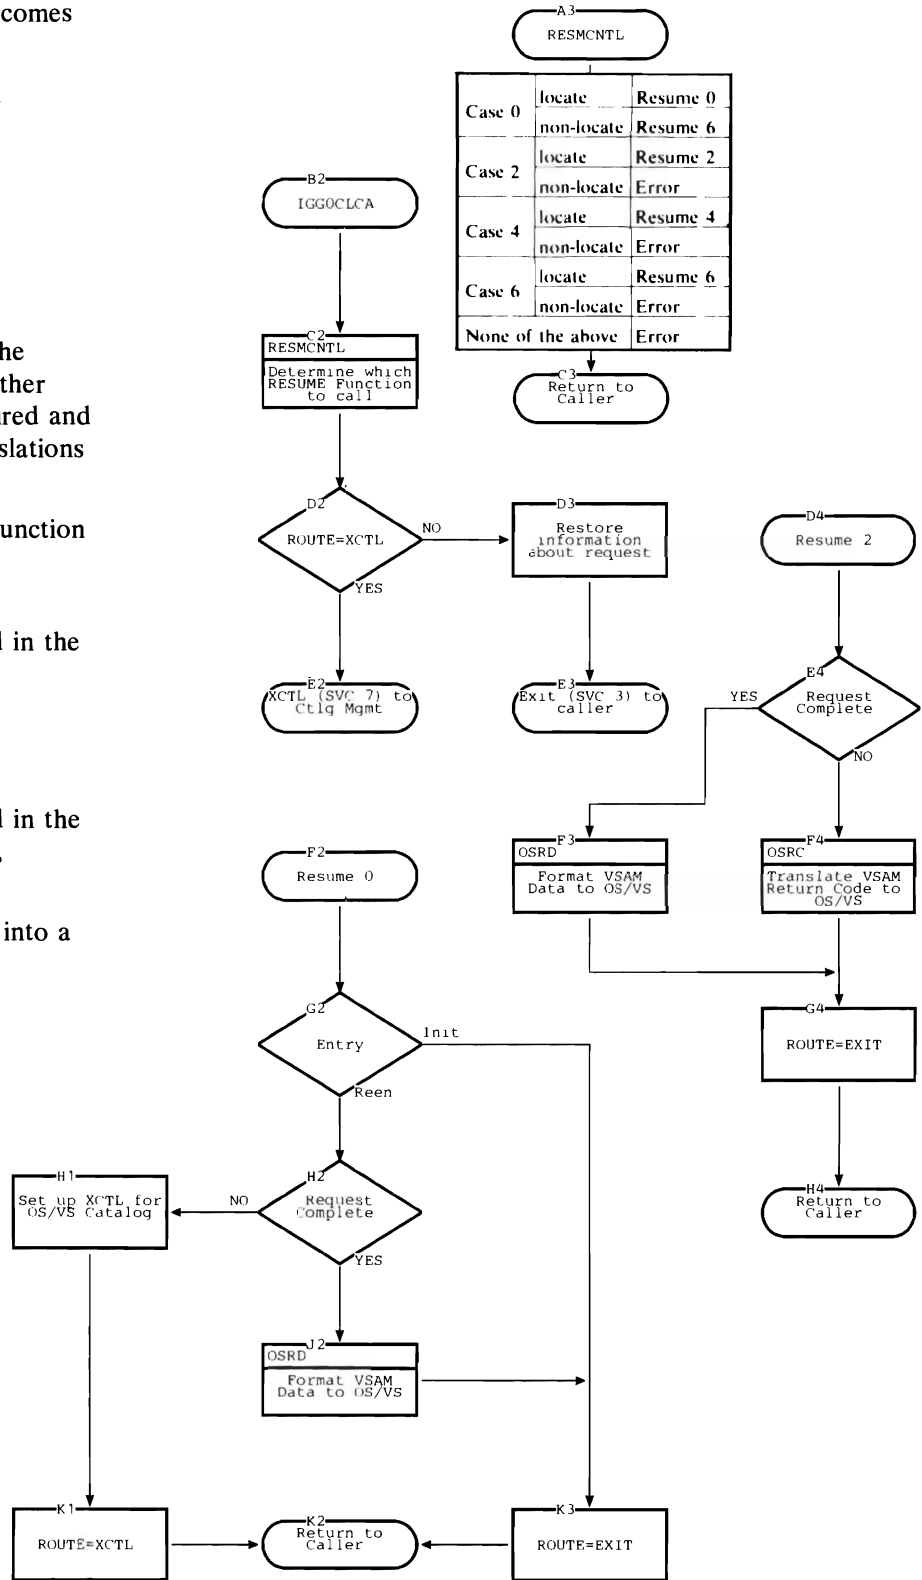 comes
he
ther
ured and
slations
unction
l in the
l in the
into a
A3
RESMCNTL
Case 0 locate Resume 0
non-locate Resume 6
Case 2 locate Resume 2
non-locate Error
Case 4 locate Resume 4
non-locate Error
Case 6 locate Resume 6
non-locate Error
None of the above Error
C3
Return to
Caller
B2
IGG0CLCA
C2
RESMCNTL
Determine which
RESUME Function
to call
D2
ROUTE=XCTL
NO
YES
D3
Restore
information
about request
E2
XCTL (SVC 7) to
Ctlg Mgmt
E3
Exit (SVC 3) to
caller
D4
Resume 2
E4
Request
Complete
YES
NO
F3
OSRD
Format VSAM
Data to OS/VS
F4
OSRC
Translate VSAM
Return Code to
OS/VS
G4
ROUTE=EXIT
H4
Return to
Caller
F2
Resume 0
G2
Entry
Init
Reen
H2
Request
Complete
NO
YES
H1
Set up XCTL for
OS/VS Catalog
J2
OSRD
Format VSAM
Data to OS/VS
K1
ROUTE=XCTL
K2
Return to
Caller
K3
ROUTE=EXIT